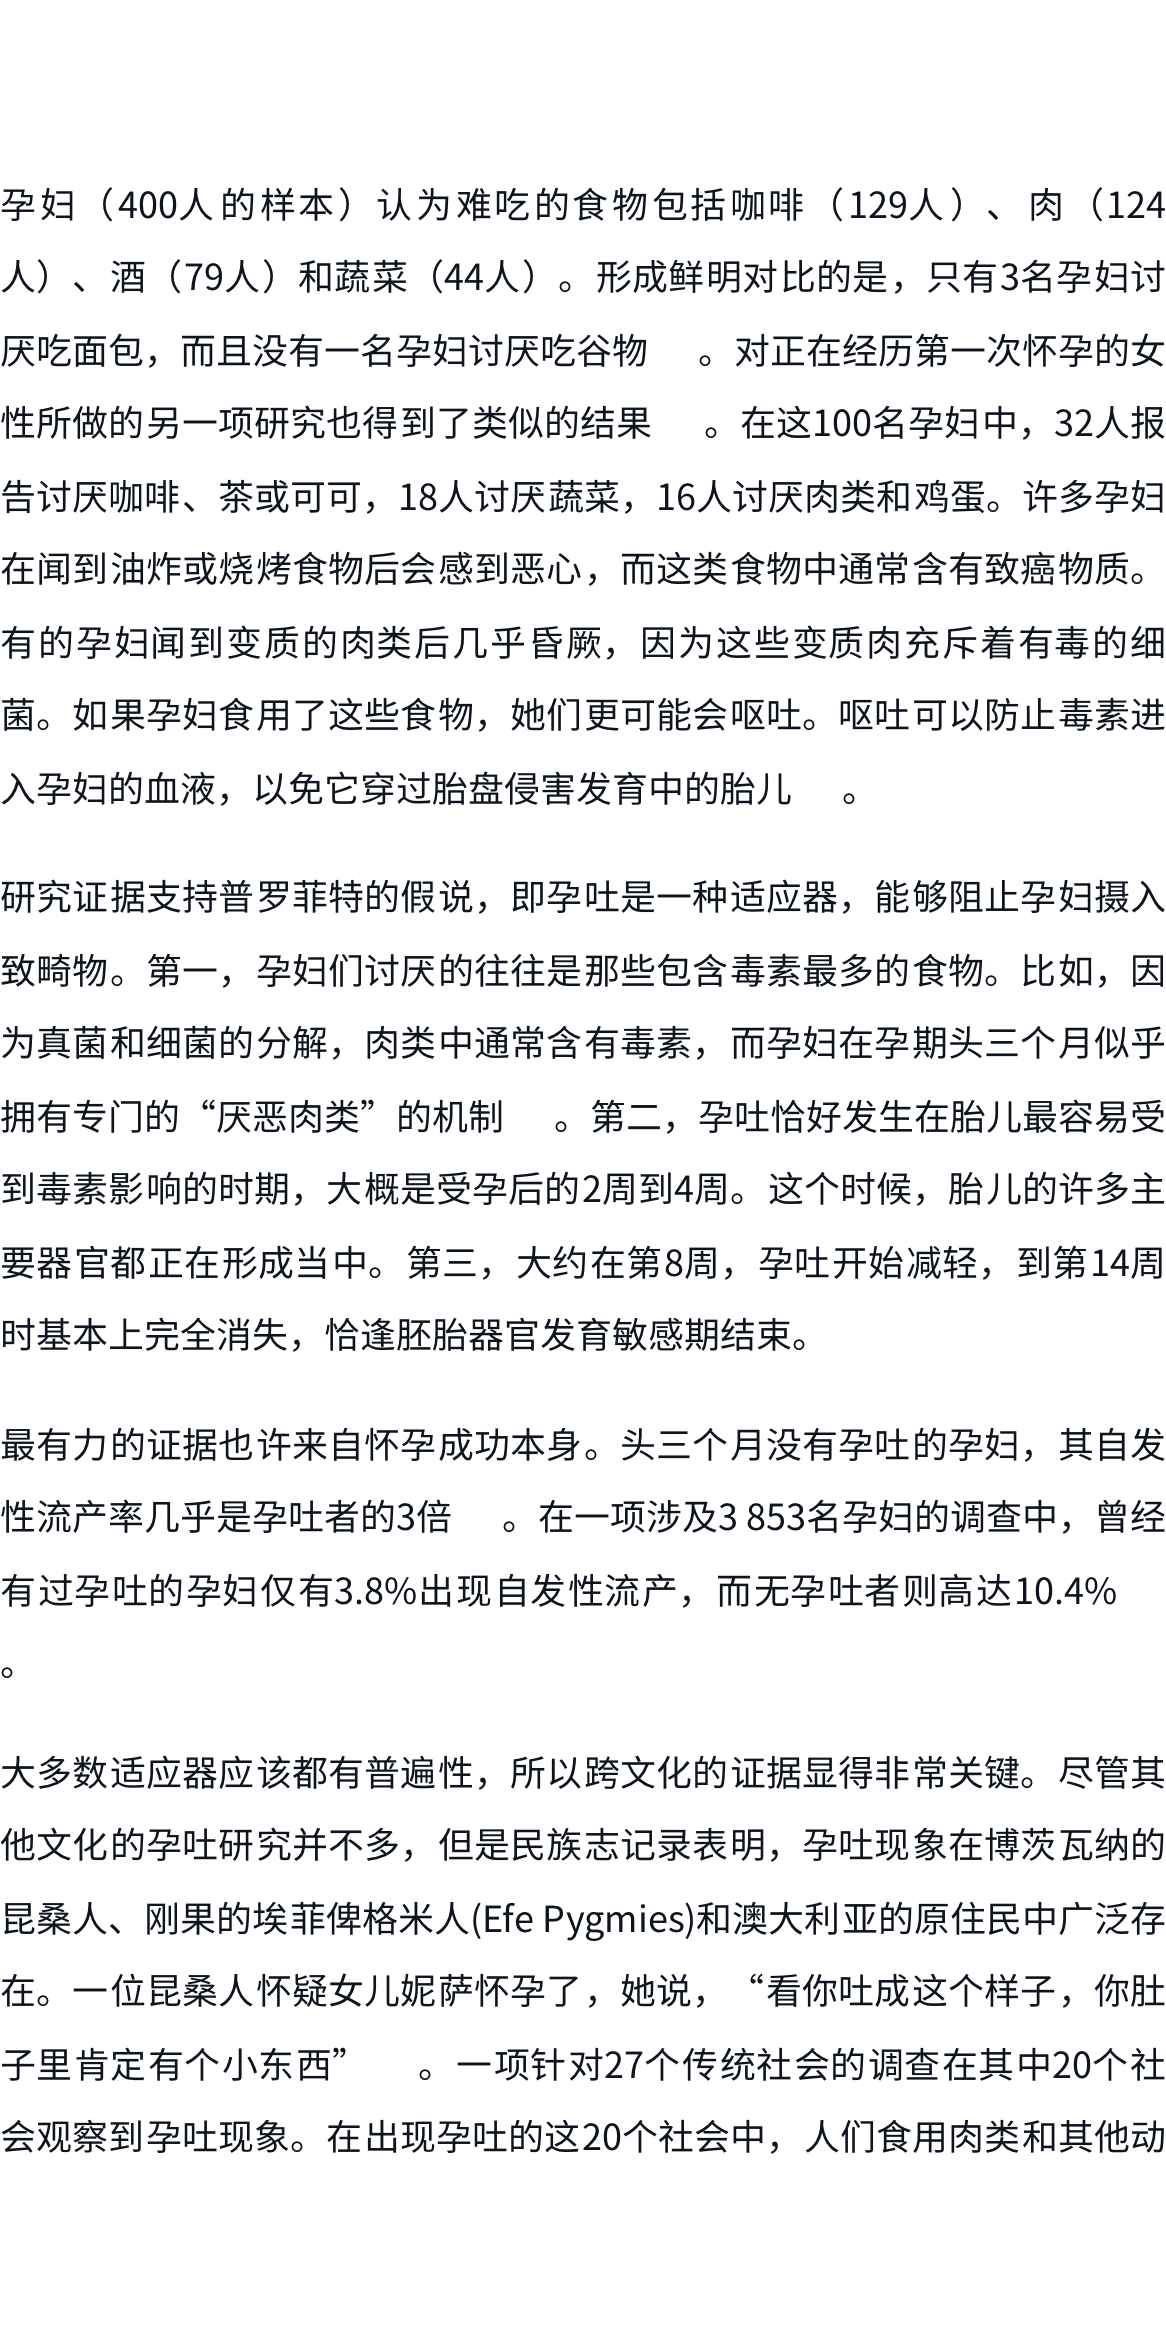 孕妇（400人的样本）认为难吃的食物包括咖啡（129人）、肉（124
人）、酒（79人）和蔬菜（44人）。形成鲜明对比的是，只有3名孕妇讨
厌吃面包，而且没有一名孕妇讨厌吃谷物 。对正在经历第一次怀孕的女
性所做的另一项研究也得到了类似的结果 。在这100名孕妇中，32人报
告讨厌咖啡、茶或可可，18人讨厌蔬菜，16人讨厌肉类和鸡蛋。许多孕妇
在闻到油炸或烧烤食物后会感到恶心，而这类食物中通常含有致癌物质。
有的孕妇闻到变质的肉类后几乎昏厥，因为这些变质肉充斥着有毒的细
菌。如果孕妇食用了这些食物，她们更可能会呕吐。呕吐可以防止毒素进
入孕妇的血液，以免它穿过胎盘侵害发育中的胎儿 。
研究证据支持普罗菲特的假说，即孕吐是一种适应器，能够阻止孕妇摄入
致畸物。第一，孕妇们讨厌的往往是那些包含毒素最多的食物。比如，因
为真菌和细菌的分解，肉类中通常含有毒素，而孕妇在孕期头三个月似乎
拥有专门的“厌恶肉类”的机制 。第二，孕吐恰好发生在胎儿最容易受
到毒素影响的时期，大概是受孕后的2周到4周。这个时候，胎儿的许多主
要器官都正在形成当中。第三，大约在第8周，孕吐开始减轻，到第14周
时基本上完全消失，恰逢胚胎器官发育敏感期结束。
最有力的证据也许来自怀孕成功本身。头三个月没有孕吐的孕妇，其自发
性流产率几乎是孕吐者的3倍 。在一项涉及3 853名孕妇的调查中，曾经
有过孕吐的孕妇仅有3.8%出现自发性流产，而无孕吐者则高达10.4%
。
大多数适应器应该都有普遍性，所以跨文化的证据显得非常关键。尽管其
他文化的孕吐研究并不多，但是民族志记录表明，孕吐现象在博茨瓦纳的
昆桑人、刚果的埃菲俾格米人(Efe Pygmies)和澳大利亚的原住民中广泛存
在。一位昆桑人怀疑女儿妮萨怀孕了，她说，“看你吐成这个样子，你肚
子里肯定有个小东西” 。一项针对27个传统社会的调查在其中20个社
会观察到孕吐现象。在出现孕吐的这20个社会中，人们食用肉类和其他动